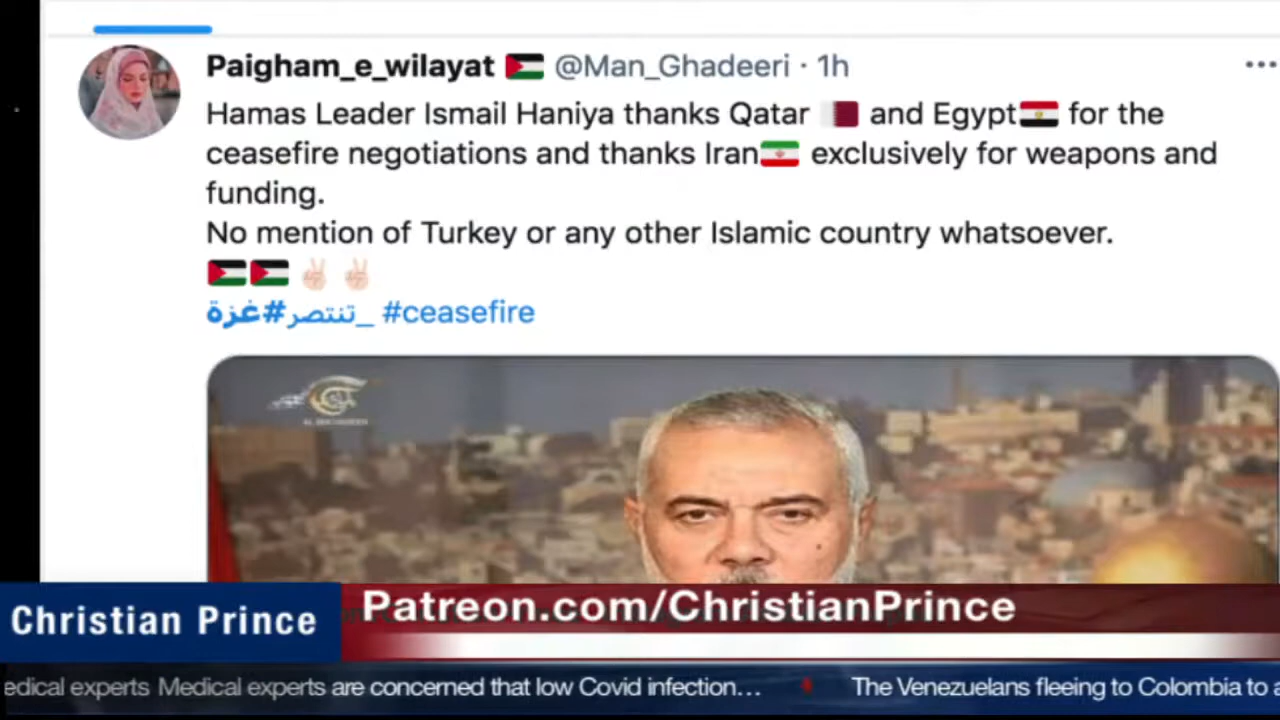 Paigham_e_wilayat 🇵🇸 @Man_Ghadeeri · 1h
Hamas Leader Ismail Haniya thanks Qatar 🇶🇦 and Egypt🇪🇬 for the
ceasefire negotiations and thanks Iran🇮🇷 exclusively for weapons and
funding.
No mention of Turkey or any other Islamic country whatsoever.
🇵🇸🇵🇸✌🏻✌🏻
#غزة_تنتصر #ceasefire
AL MAYADEEN
Christian Prince
Patreon.com/ChristianPrince
edical experts Medical experts are concerned that low Covid infection... The Venezuelans fleeing to Colombia to a